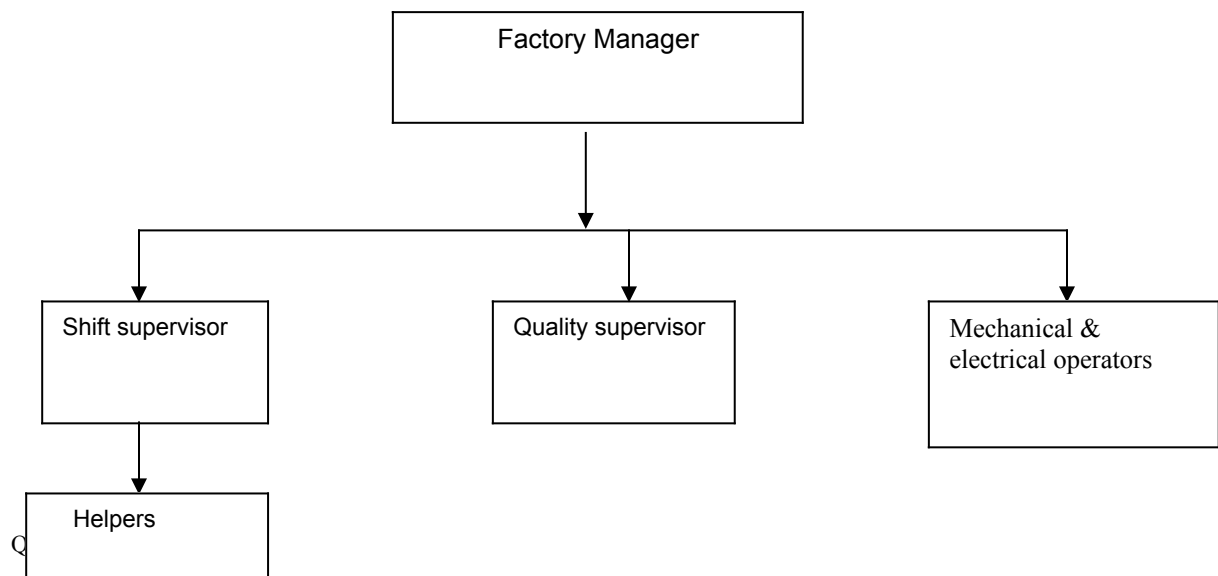 Factory Manager
Shift supervisor
Quality supervisor
Mechanical &
electrical operators
Helpers
Q